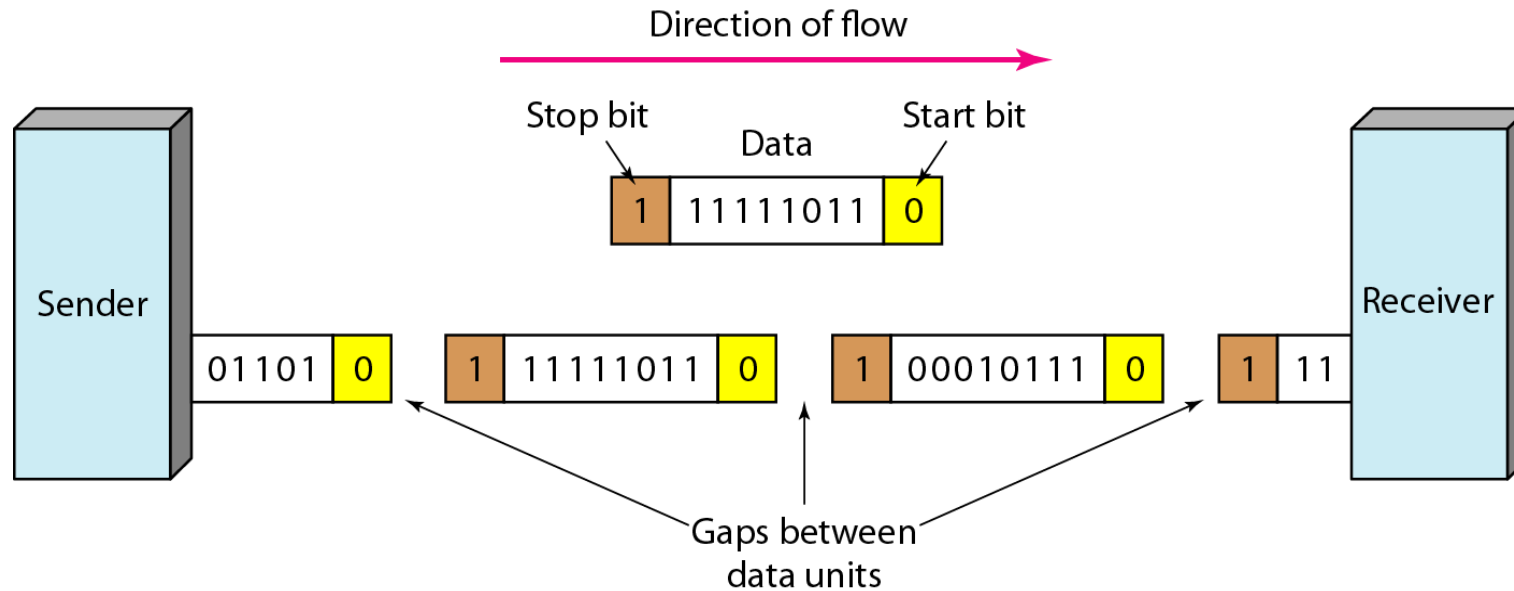 Direction of flow
Stop bit
Start bit
Data
1 11111011 0
Sender
Receiver
01101 0
1 11111011 0
1 00010111 0
1 11
Gaps between
data units